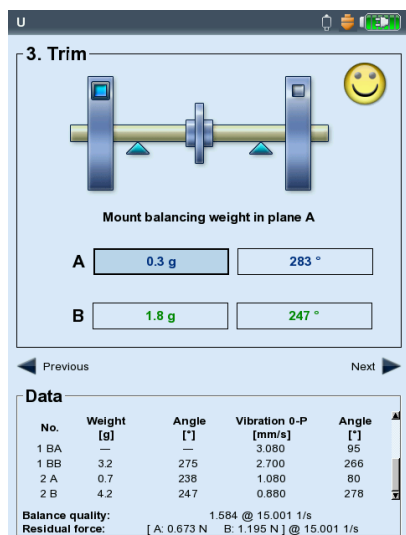 U
3. Trim
Mount balancing weight in plane A
A 0.3 g 283 °
B 1.8 g 247 °
Previous Next
Data
No. Weight [g] Angle [°] Vibration 0-P [mm/s] Angle [°]
1 BA — — 3.080 95
1 BB 3.2 275 2.700 266
2 A 0.7 238 1.080 80
2 B 4.2 247 0.880 278
Balance quality: 1.584 @ 15.001 1/s
Residual force: [ A: 0.673 N B: 1.195 N ] @ 15.001 1/s